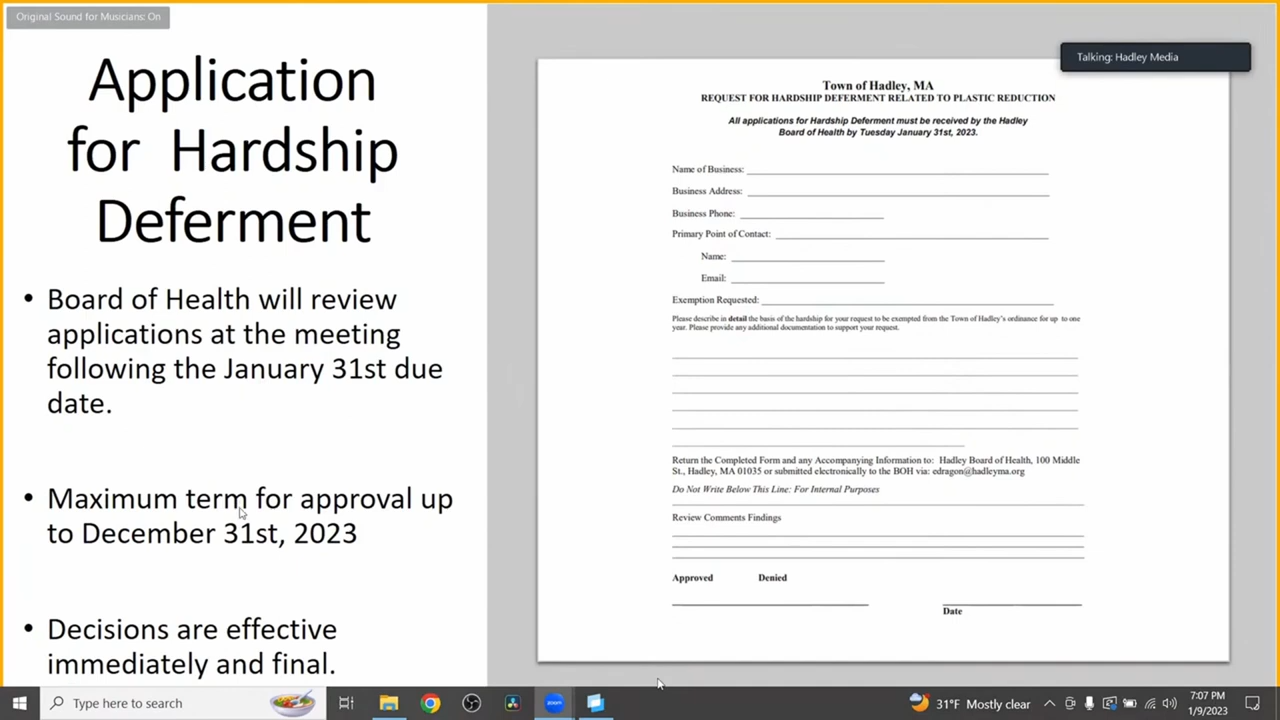 Original Sound for Musicians: On
Application
for Hardship
Deferment
• Board of Health will review
applications at the meeting
following the January 31st due
date.
• Maximum term for approval up
to December 31st, 2023
• Decisions are effective
immediately and final.
Talking: Hadley Media
Town of Hadley, MA
REQUEST FOR HARDSHIP DEFERMENT RELATED TO PLASTIC REDUCTION
All applications for Hardship Deferment must be received by the Hadley
Board of Health by Tuesday January 31st, 2023.
Name of Business:
Business Address:
Business Phone:
Primary Point of Contact:
Name:
Email:
Exemption Requested:
Please describe in detail the basis of the hardship for your request to be exempted from the Town of Hadley's ordinance for up to one
year. Please provide any additional documentation to support your request.
Return the Completed Form and any Accompanying Information to: Hadley Board of Health, 100 Middle
St., Hadley, MA 01035 or submitted electronically to the BOH via: edragon@hadleyma.org
Do Not Write Below This Line: For Internal Purposes
Review Comments Findings
Approved Denied
Date
Type here to search
zoom
31°F Mostly clear
7:07 PM
1/9/2023